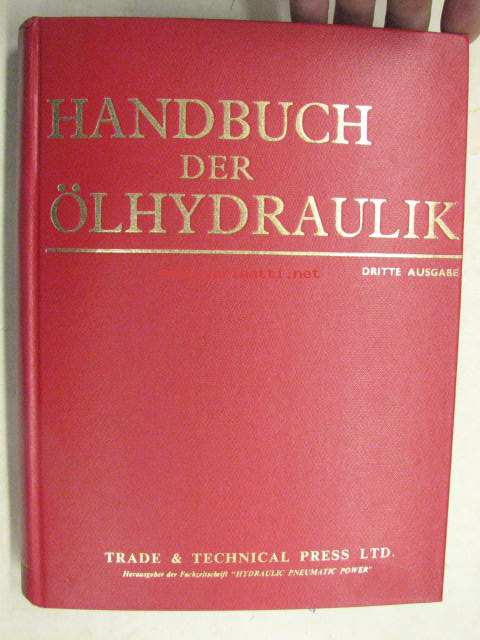 HANDBUCH
DER
ÖLHYDRAULIK
DRITTE AUSGABE
TRADE & TECHNICAL PRESS LTD.
Herausgeber der Fachzeitschrift "HYDRAULIC PNEUMATIC POWER"